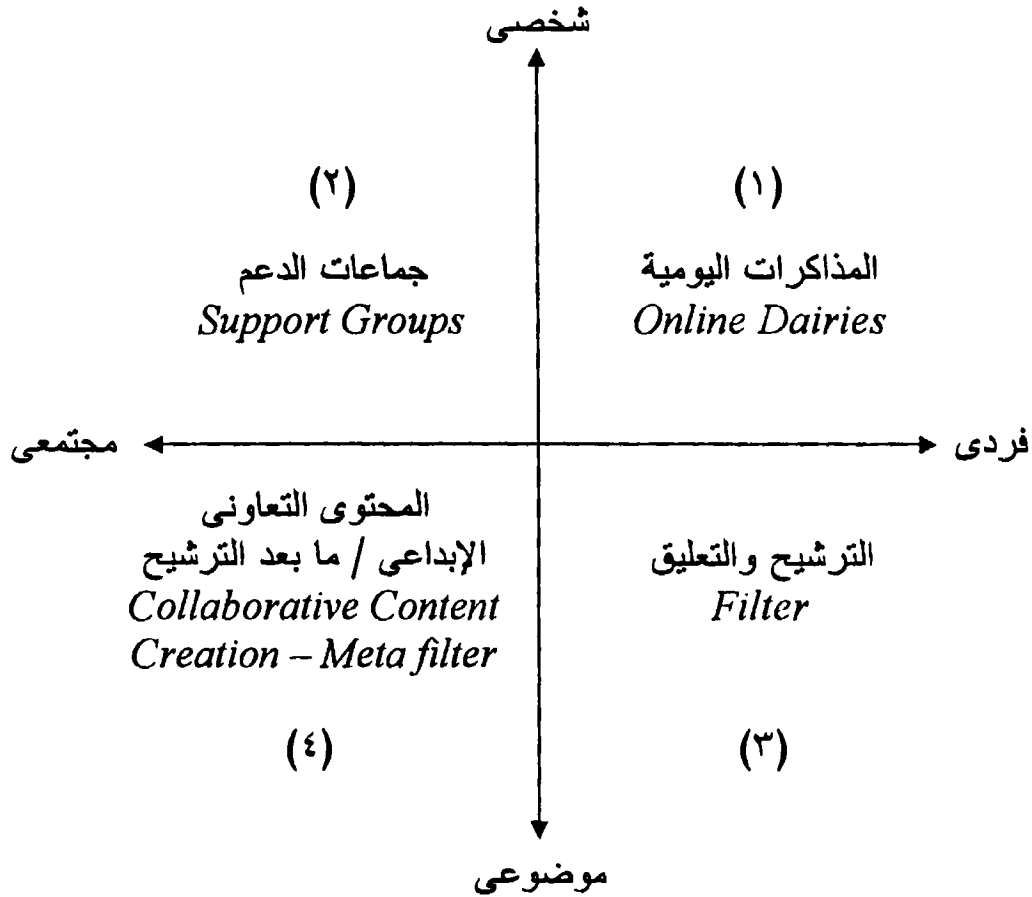 شخصى
(١)
المذاكرات اليومية
Online Dairies
(٢)
جماعات الدعم
Support Groups
فردى
مجتمعى
الترشيح والتعليق
Filter
(٣)
المحتوى التعاونى
الإبداعى / ما بعد الترشيح
Collaborative Content
Creation – Meta filter
(٤)
موضوعى